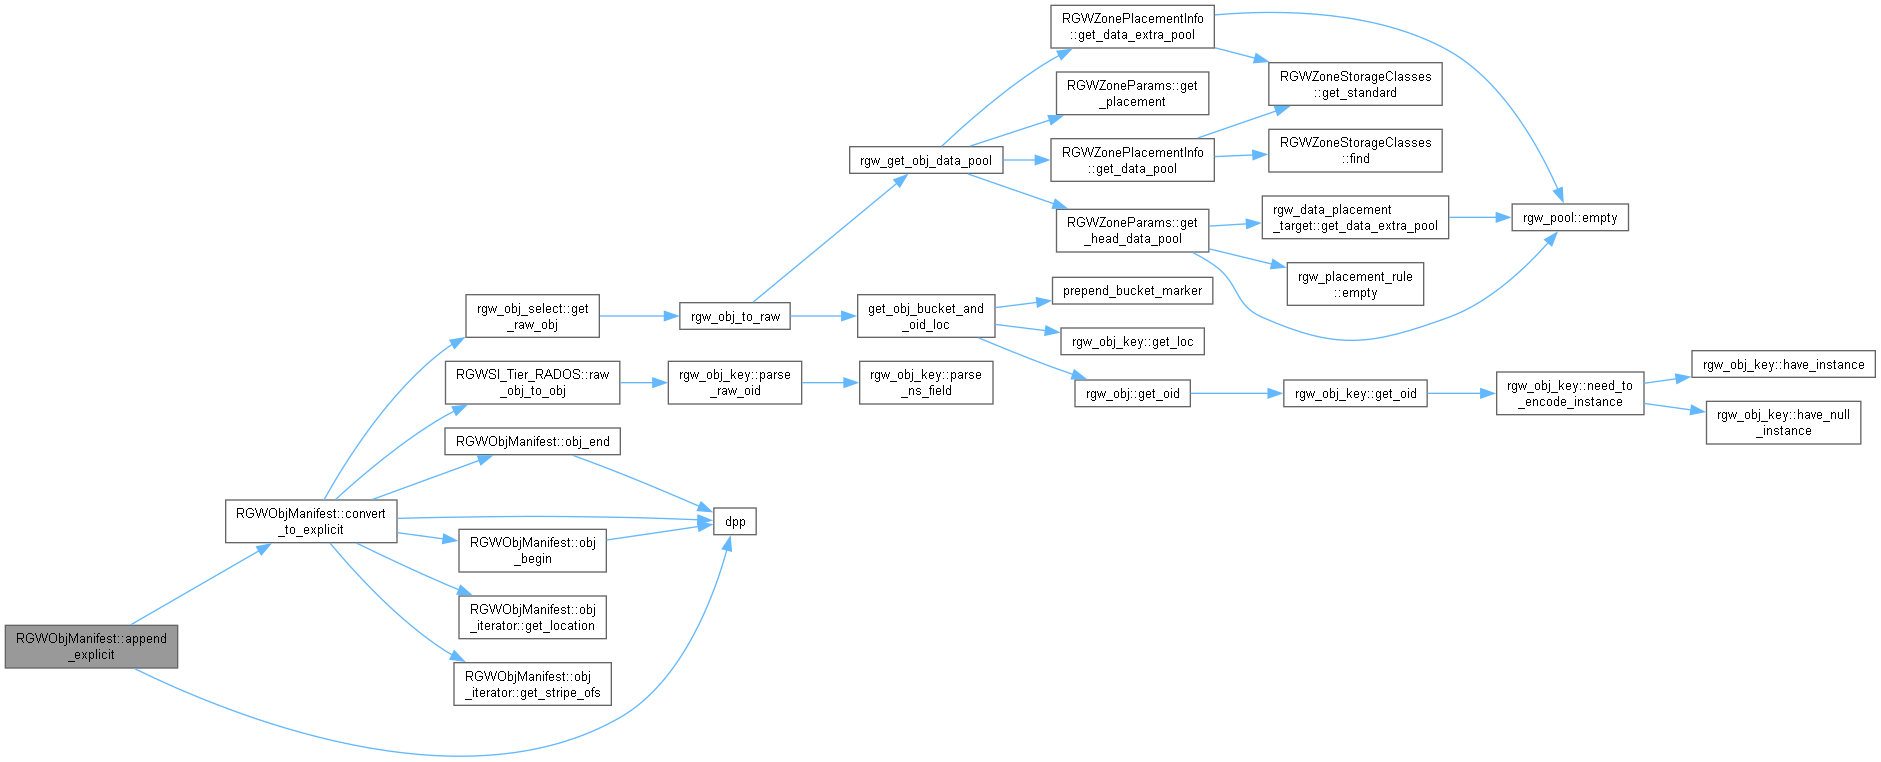 RGWZonePlacementInfo
::get_data_extra_pool
RGWZoneStorageClasses
::get_standard
RGWZoneParams::get
_placement
RGWZoneStorageClasses
::find
rgw_get_obj_data_pool
RGWZonePlacementInfo
::get_data_pool
rgw_data_placement
_target::get_data_extra_pool
rgw_pool::empty
RGWZoneParams::get
_head_data_pool
rgw_placement_rule
::empty
prepend_bucket_marker
rgw_obj_select::get
_raw_obj
rgw_obj_to_raw
get_obj_bucket_and
_oid_loc
rgw_obj_key::get_loc
RGWSI_Tier_RADOS::raw
_obj_to_obj
rgw_obj_key::parse
_raw_oid
rgw_obj_key::parse
_ns_field
rgw_obj::get_oid
rgw_obj_key::get_oid
rgw_obj_key::need_to
_encode_instance
rgw_obj_key::have_instance
rgw_obj_key::have_null
_instance
RGWObjManifest::obj_end
RGWObjManifest::convert
_to_explicit
dpp
RGWObjManifest::obj
_begin
RGWObjManifest::obj
_iterator::get_location
RGWObjManifest::append
_explicit
RGWObjManifest::obj
_iterator::get_stripe_ofs